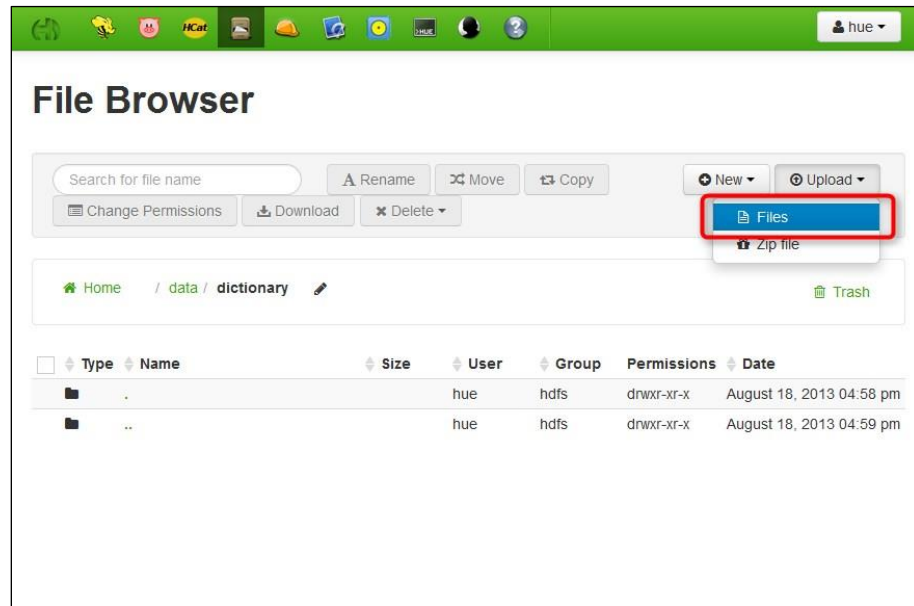 HCat >HUE hue
File Browser
Search for file name Rename Move Copy New Upload
Change Permissions Download Delete
Files
Zip file
Home / data / dictionary Trash
Type Name Size User Group Permissions Date
. hue hdfs drwxr-xr-x August 18, 2013 04:58 pm
.. hue hdfs drwxr-xr-x August 18, 2013 04:59 pm